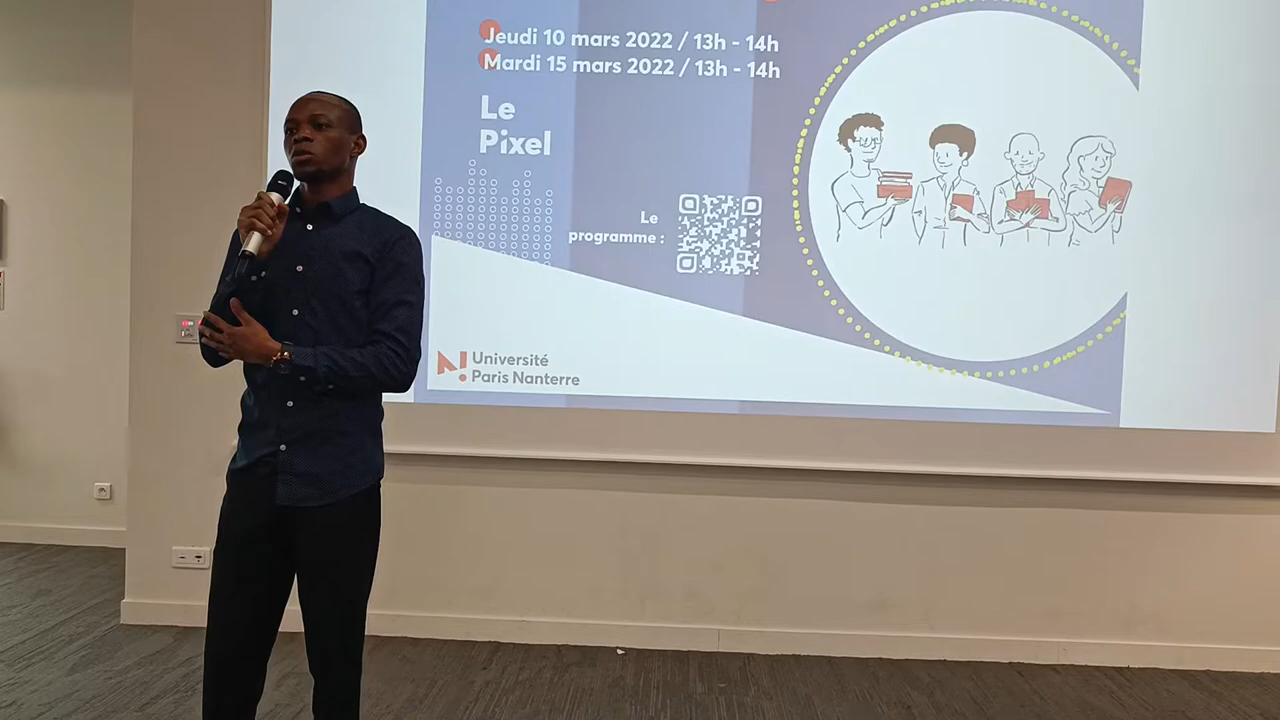 Jeudi 10 mars 2022 / 13h - 14h
Mardi 15 mars 2022 / 13h - 14h
Le
Pixel
Le
programme :
Université
Paris Nanterre